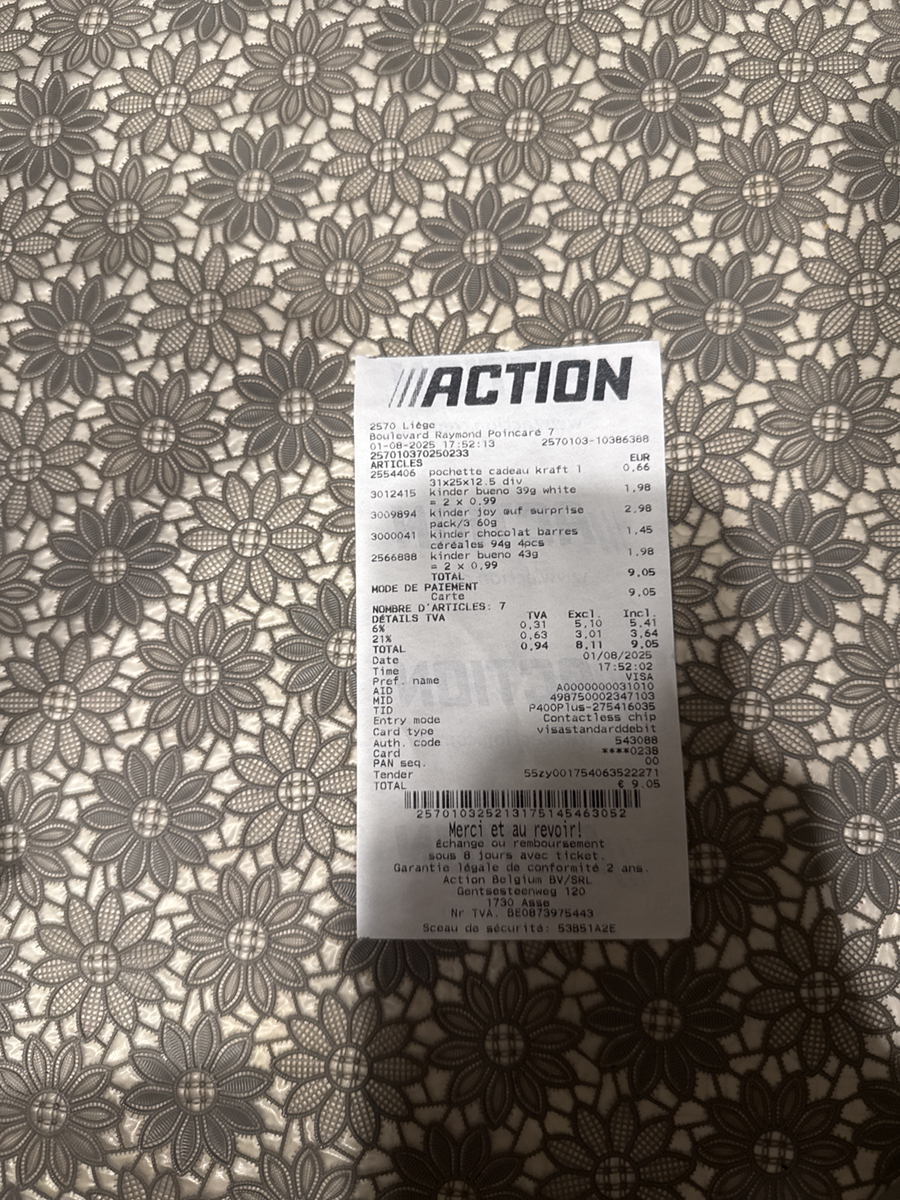 ACTION
2570 Liége
Boulevard Raymond Poincaré 7
01-08-2025 17:52:13 2570103-10386388
257010370250233
ARTICLES EUR
2554406 pochette cadeau kraft 1 0,66
31x25x12.5 div
3012415 kinder bueno 39g white 1,98
= 2 x 0.99
3009894 kinder joy œuf surprise 2,98
pack/3 60g
3000041 kinder chocolat barres 1.45
céréales 94g 4pcs
2566888 kinder bueno 43g 1,98
= 2 x 0,99
TOTAL 9,05
MODE DE PAIEMENT
Carte 9,05
NOMBRE D'ARTICLES: 7
DÉTAILS TVA TVA Excl. Incl.
6% 0,31 5,10 5,41
21% 0,63 3,01 3,64
TOTAL 0,94 8,11 9,05
Date 01/08/2025
Time 17:52:02
Pref. name VISA
AID A0000000031010
MID 498750002347103
TID P400Plus-275416035
Entry mode Contactless chip
Card type visastandarddebit
Auth. code 543088
Card ****0238
PAN seq. 00
Tender 55zy001754063522271
TOTAL € 9,05
2570103252131751454630​52
Merci et au revoir!
Échange ou remboursement
sous 8 jours avec ticket.
Garantie légale de conformité 2 ans.
Action Belgium BV/SRL
Gentsesteenweg 120
1730 Asse
Nr TVA. BE0873975443
Sceau de sécurité: 53B51A2E